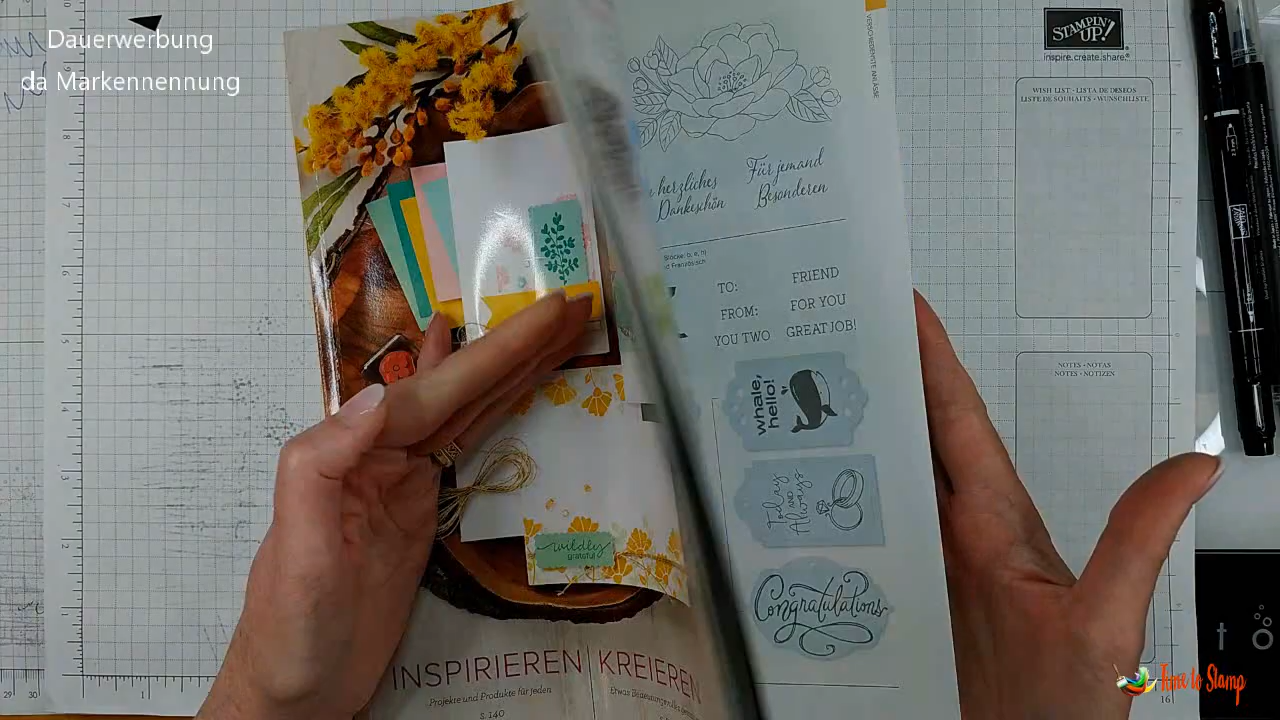 Dauerwerbung
da Markennennung
STAMPIN' UP!
inspire.create.share.
WISH LIST • LISTA DE DESEOS
LISTE DE SOUHAITS • WUNSCHLISTE
NOTES • NOTAS
NOTES • NOTIZEN
herzliches
Dankeschön
Für jemand
Besonderen
TO:
FROM:
YOU TWO
FRIEND
FOR YOU
GREAT JOB!
whale,
hello!
Today
AND
Always
Congratulations
wildly
grateful
INSPIRIEREN
Projekte und Produkte für jeden
S. 140
KREIEREN
Time to Stamp